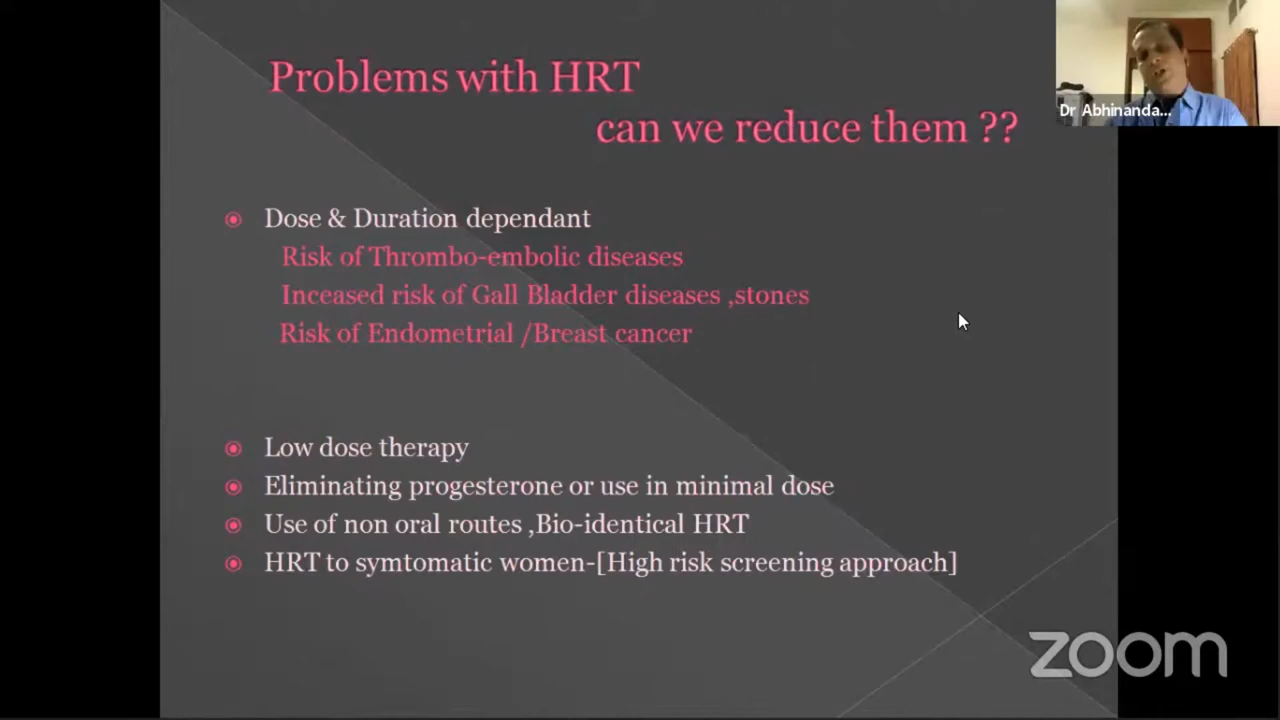 Problems with HRT
can we reduce them ??
Dr Abhinanda...
Dose & Duration dependant
Risk of Thrombo-embolic diseases
Inceased risk of Gall Bladder diseases ,stones
Risk of Endometrial /Breast cancer
Low dose therapy
Eliminating progesterone or use in minimal dose
Use of non oral routes ,Bio-identical HRT
HRT to symtomatic women-[High risk screening approach]
zoom